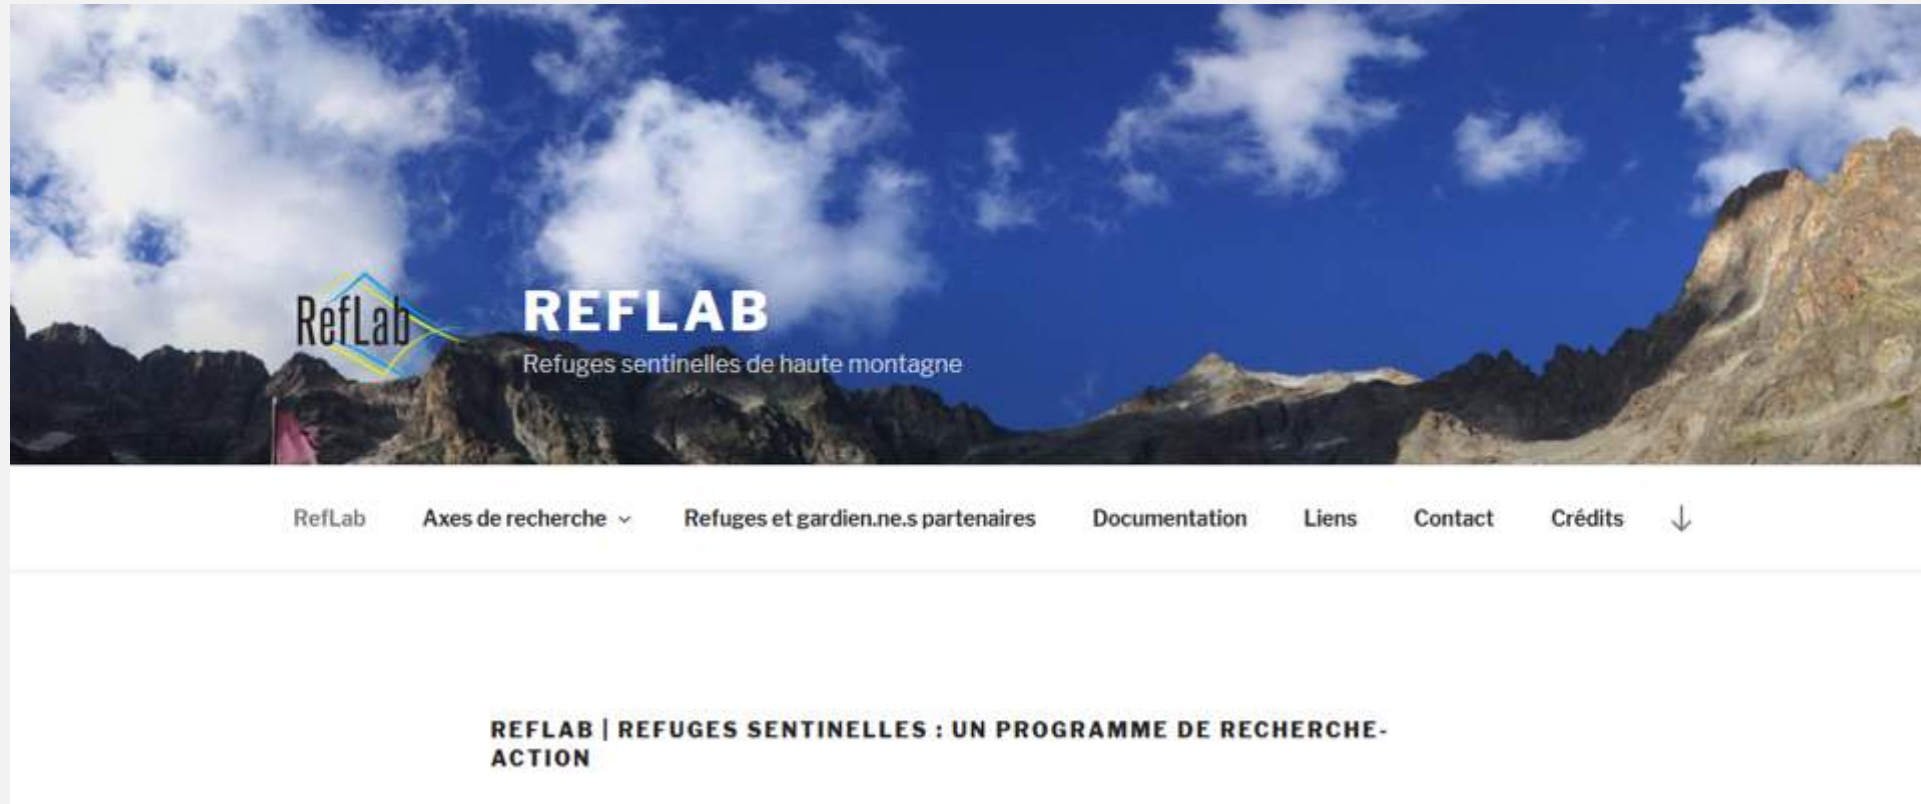 RefLab
REFLAB
Refuges sentinelles de haute montagne
RefLab Axes de recherche Refuges et gardien.ne.s partenaires Documentation Liens Contact Crédits
REFLAB | REFUGES SENTINELLES : UN PROGRAMME DE RECHERCHE-
ACTION